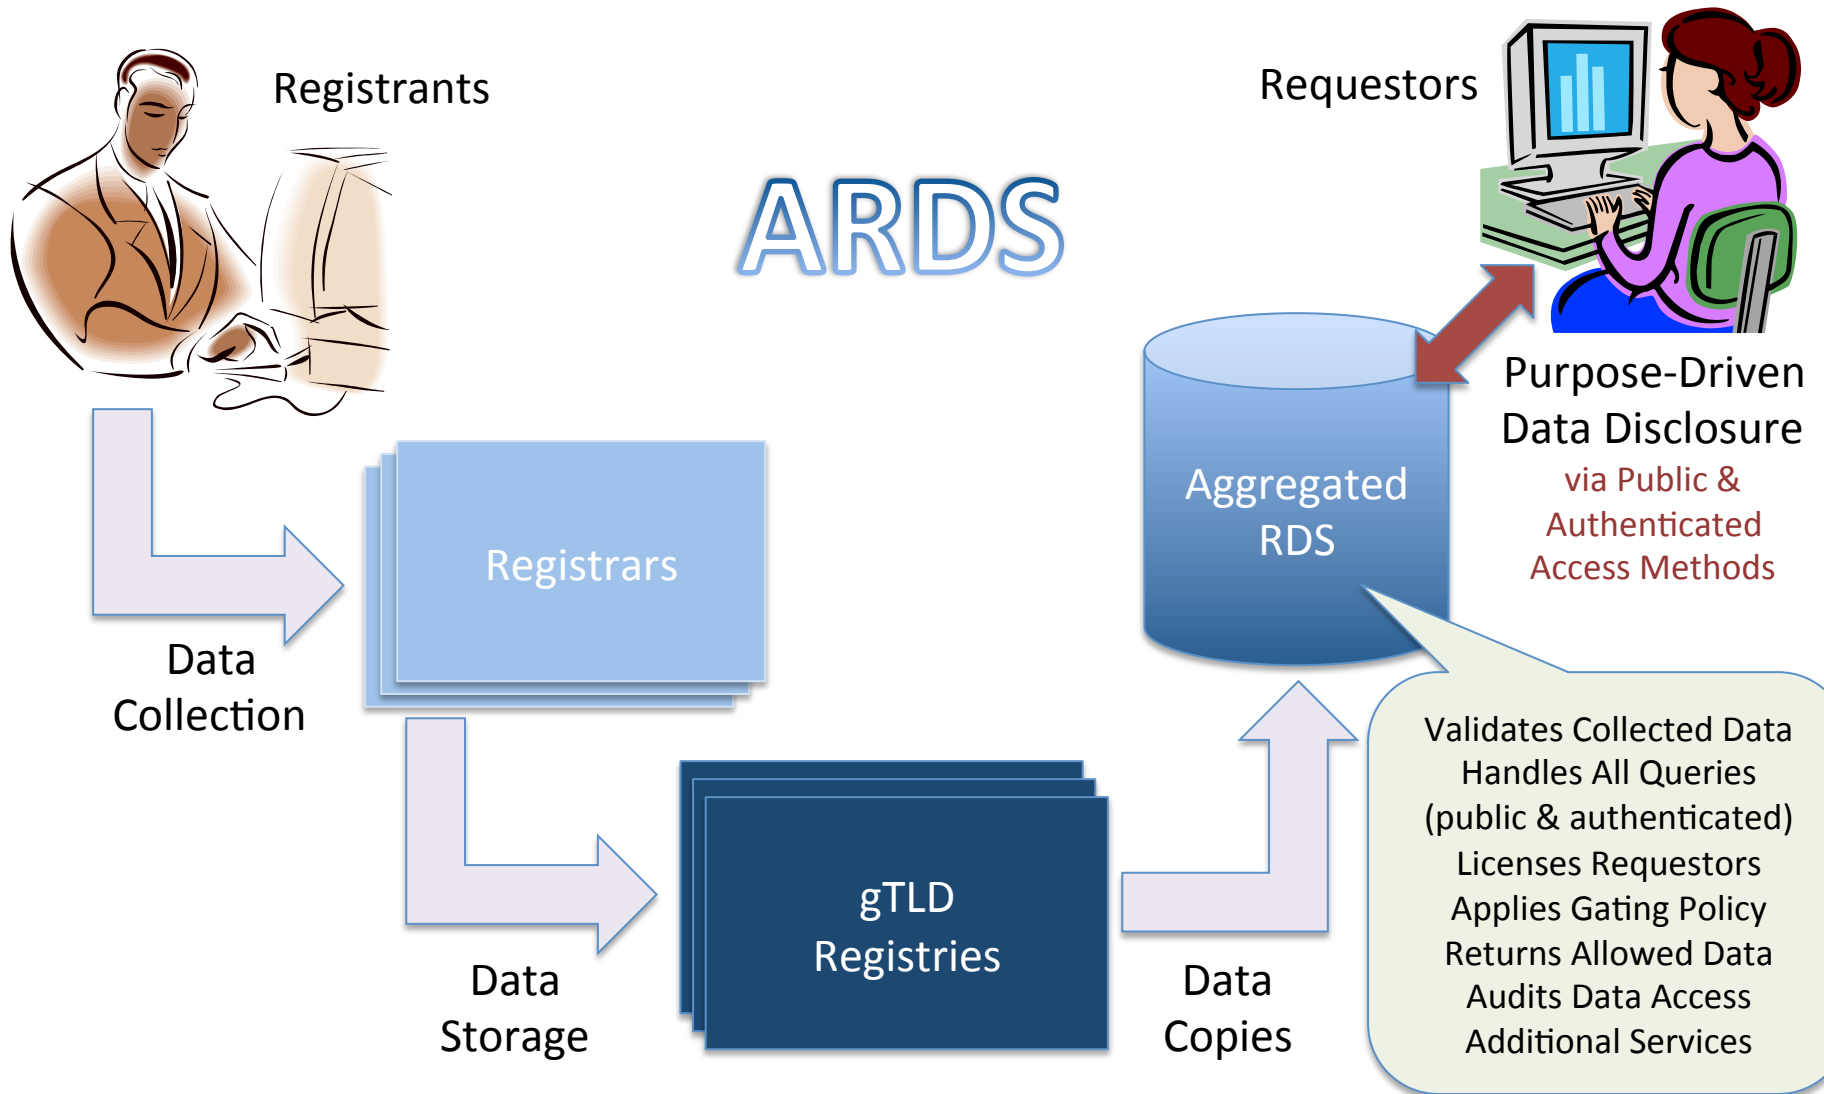 Registrants
Requestors
ARDS
Purpose-Driven
Data Disclosure
via Public &
Authenticated
Access Methods
Aggregated
RDS
Registrars
Data
Collection
Validates Collected Data
Handles All Queries
(public & authenticated)
Licenses Requestors
Applies Gating Policy
Returns Allowed Data
Audits Data Access
Additional Services
gTLD
Registries
Data
Storage
Data
Copies